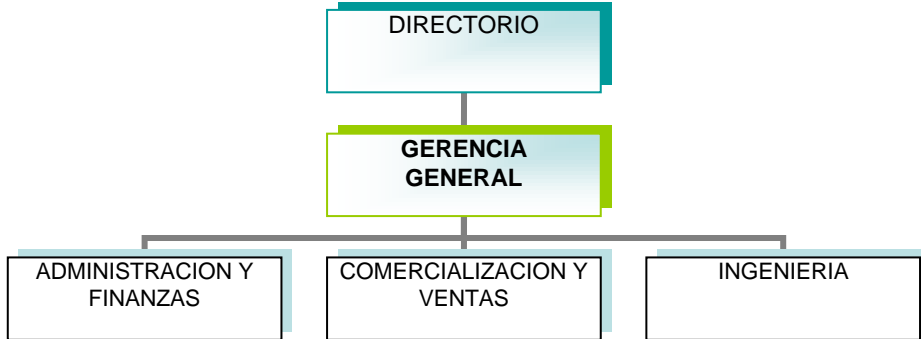 DIRECTORIO
GERENCIA
GENERAL
ADMINISTRACION Y
FINANZAS
COMERCIALIZACION Y
VENTAS
INGENIERIA